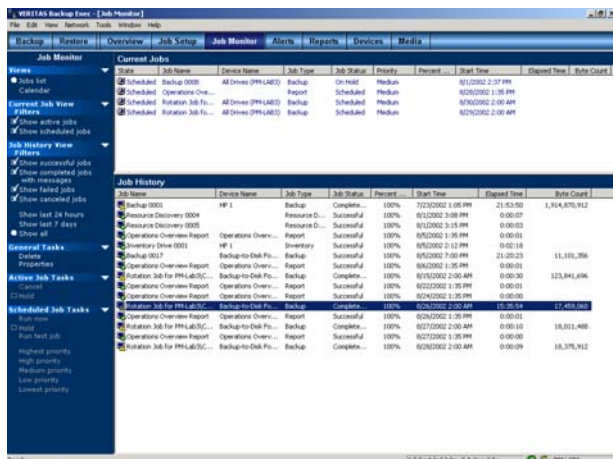 VERITAS Backup Exec - [Job Monitor]
File Edit View Network Tools Window Help
Backup Restore Overview Job Setup Job Monitor Alerts Reports Devices Media
Job Monitor
Views
Jobs list
Calendar
Current Job View Filters
Show active jobs
Show scheduled jobs
Job History View Filters
Show successful jobs
Show completed jobs with messages
Show failed jobs
Show canceled jobs
Show last 24 hours
Show last 7 days
Show all
General Tasks
Delete
Properties
Active Job Tasks
Cancel
Hold
Scheduled Job Tasks
Run now
Hold
Run test job
Highest priority
High priority
Medium priority
Low priority
Lowest priority
Current Jobs
State Job Name Device Name Job Type Job Status Priority Percent ... Start Time Elapsed Time Byte Count
Scheduled Backup 0008 All Drives (PM-LAB3) Backup On Hold Medium 8/1/2002 2:37 PM
Scheduled Operations Ove... Report Scheduled Medium 8/28/2002 1:35 PM
Scheduled Rotation Job fo... All Drives (PM-LAB3) Backup Scheduled Medium 8/30/2002 2:00 AM
Scheduled Rotation Job fo... All Drives (PM-LAB3) Backup Scheduled Medium 8/29/2002 2:00 AM
Job History
Job Name Device Name Job Type Job Status Percent ... Start Time Elapsed Time Byte Count
Backup 0001 HP 1 Backup Complete... 100% 7/23/2002 1:05 PM 21:53:50 1,914,870,912
Resource Discovery 0004 Resource D... Successful 100% 8/1/2002 3:08 PM 0:00:07
Resource Discovery 0005 Resource D... Successful 100% 8/1/2002 3:15 PM 0:00:03
Operations Overview Report Operations Overv... Report Successful 100% 8/5/2002 1:35 PM 0:00:01
Inventory Drive 0001 HP 1 Inventory Successful 100% 8/5/2002 2:12 PM 0:02:18
Backup 0017 Backup-to-Disk Fo... Backup Complete... 100% 8/5/2002 7:00 PM 21:20:23 11,101,356
Operations Overview Report Operations Overv... Report Successful 100% 8/6/2002 1:35 PM 0:00:01
Rotation Job for PM-Lab3\C... Backup-to-Disk Fo... Backup Complete... 100% 8/15/2002 2:00 AM 0:00:30 123,841,696
Operations Overview Report Operations Overv... Report Successful 100% 8/22/2002 1:35 PM 0:00:01
Operations Overview Report Operations Overv... Report Successful 100% 8/24/2002 1:35 PM 0:00:00
Rotation Job for PM-Lab3\C... Backup-to-Disk Fo... Backup Complete... 100% 8/26/2002 2:00 AM 15:35:54 17,459,060
Operations Overview Report Operations Overv... Report Successful 100% 8/26/2002 1:35 PM 0:00:01
Rotation Job for PM-Lab3\C... Backup-to-Disk Fo... Backup Complete... 100% 8/27/2002 2:00 AM 0:00:10 18,011,488
Operations Overview Report Operations Overv... Report Successful 100% 8/27/2002 1:35 PM 0:00:00
Rotation Job for PM-Lab3\C... Backup-to-Disk Fo... Backup Complete... 100% 8/28/2002 2:00 AM 0:00:09 18,375,912